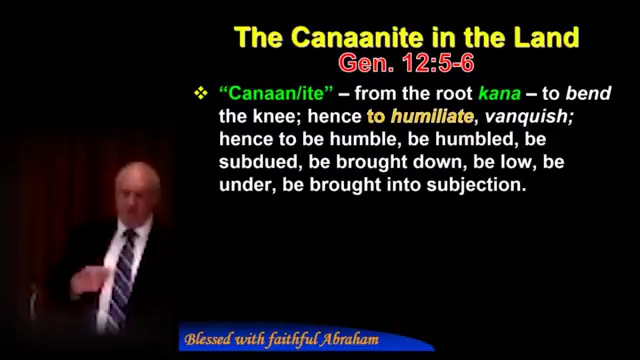 The Canaanite in the Land
Gen. 12:5-6
❖ “Canaan/ite” – from the root kana – to bend
the knee; hence to humiliate, vanquish;
hence to be humble, be humbled, be
subdued, be brought down, be low, be
under, be brought into subjection.
Blessed with faithful Abraham